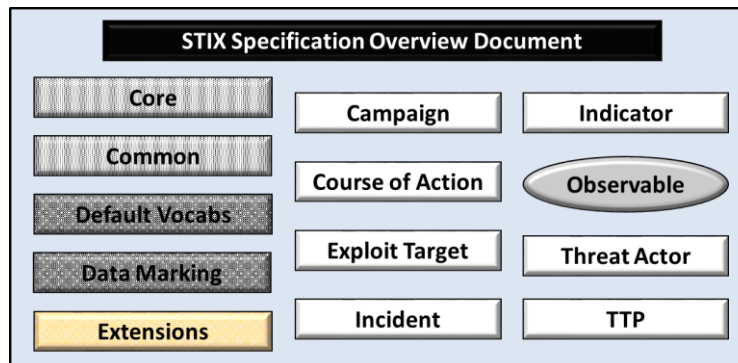 STIX Specification Overview Document
Core
Common
Default Vocabs
Data Marking
Extensions
Campaign
Course of Action
Exploit Target
Incident
Indicator
Observable
Threat Actor
TTP